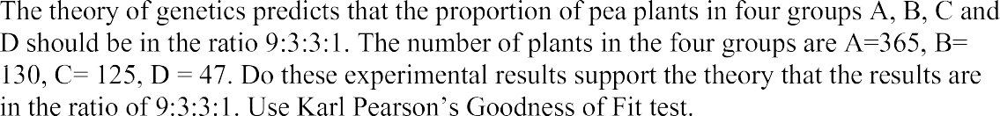 The theory of genetics predicts that the proportion of pea plants in four groups A, B, C and
D should be in the ratio 9:3:3:1. The number of plants in the four groups are A=365, B=
130, C= 125, D = 47. Do these experimental results support the theory that the results are
in the ratio of 9:3:3:1. Use Karl Pearson’s Goodness of Fit test.